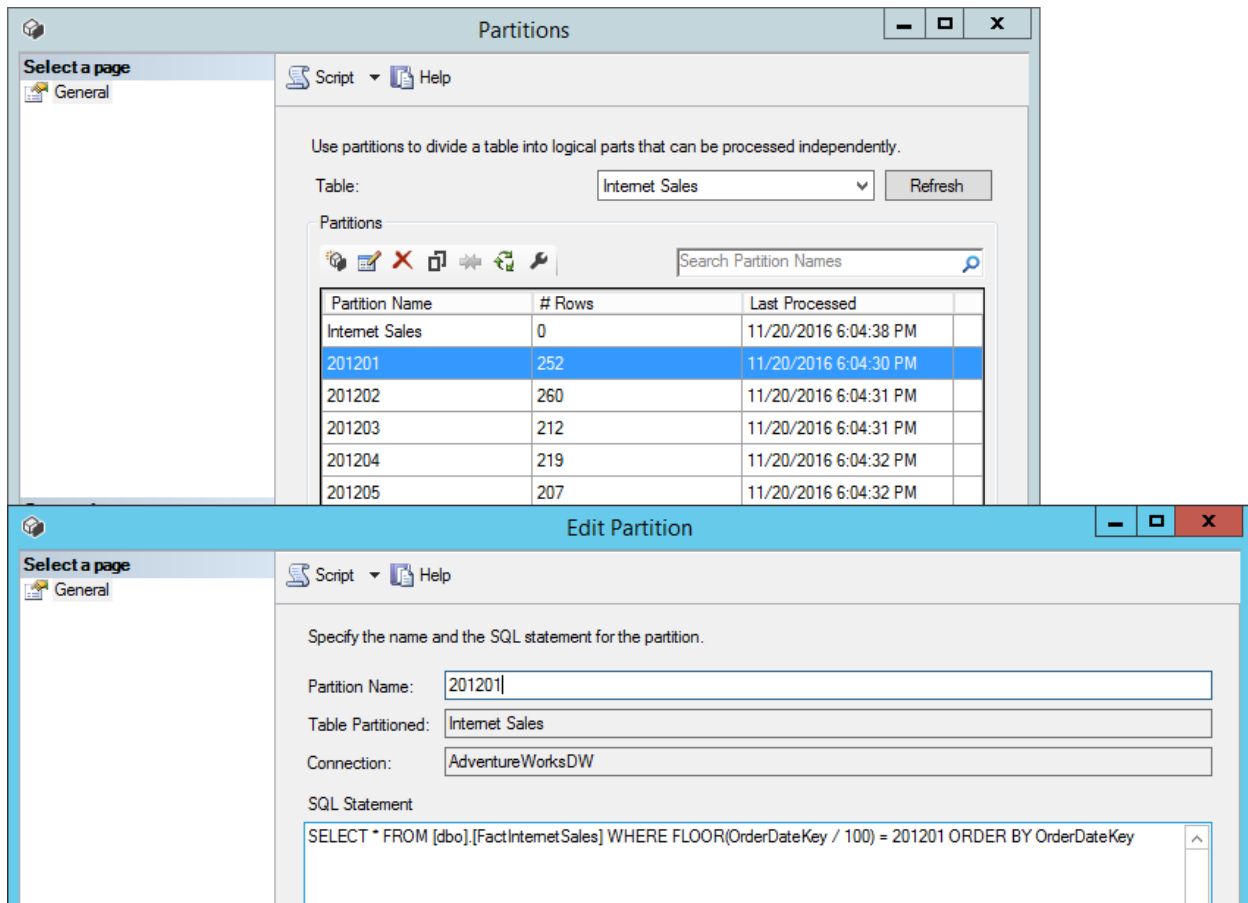 Partitions
Select a page
General
Script Help
Use partitions to divide a table into logical parts that can be processed independently.
Table: Internet Sales Refresh
Partitions
Search Partition Names
Partition Name # Rows Last Processed
Internet Sales 0 11/20/2016 6:04:38 PM
201201 252 11/20/2016 6:04:30 PM
201202 260 11/20/2016 6:04:31 PM
201203 212 11/20/2016 6:04:31 PM
201204 219 11/20/2016 6:04:32 PM
201205 207 11/20/2016 6:04:32 PM
Edit Partition
Select a page
General
Script Help
Specify the name and the SQL statement for the partition.
Partition Name: 201201
Table Partitioned: Internet Sales
Connection: AdventureWorksDW
SQL Statement
SELECT * FROM [dbo].[FactInternetSales] WHERE FLOOR(OrderDateKey / 100) = 201201 ORDER BY OrderDateKey